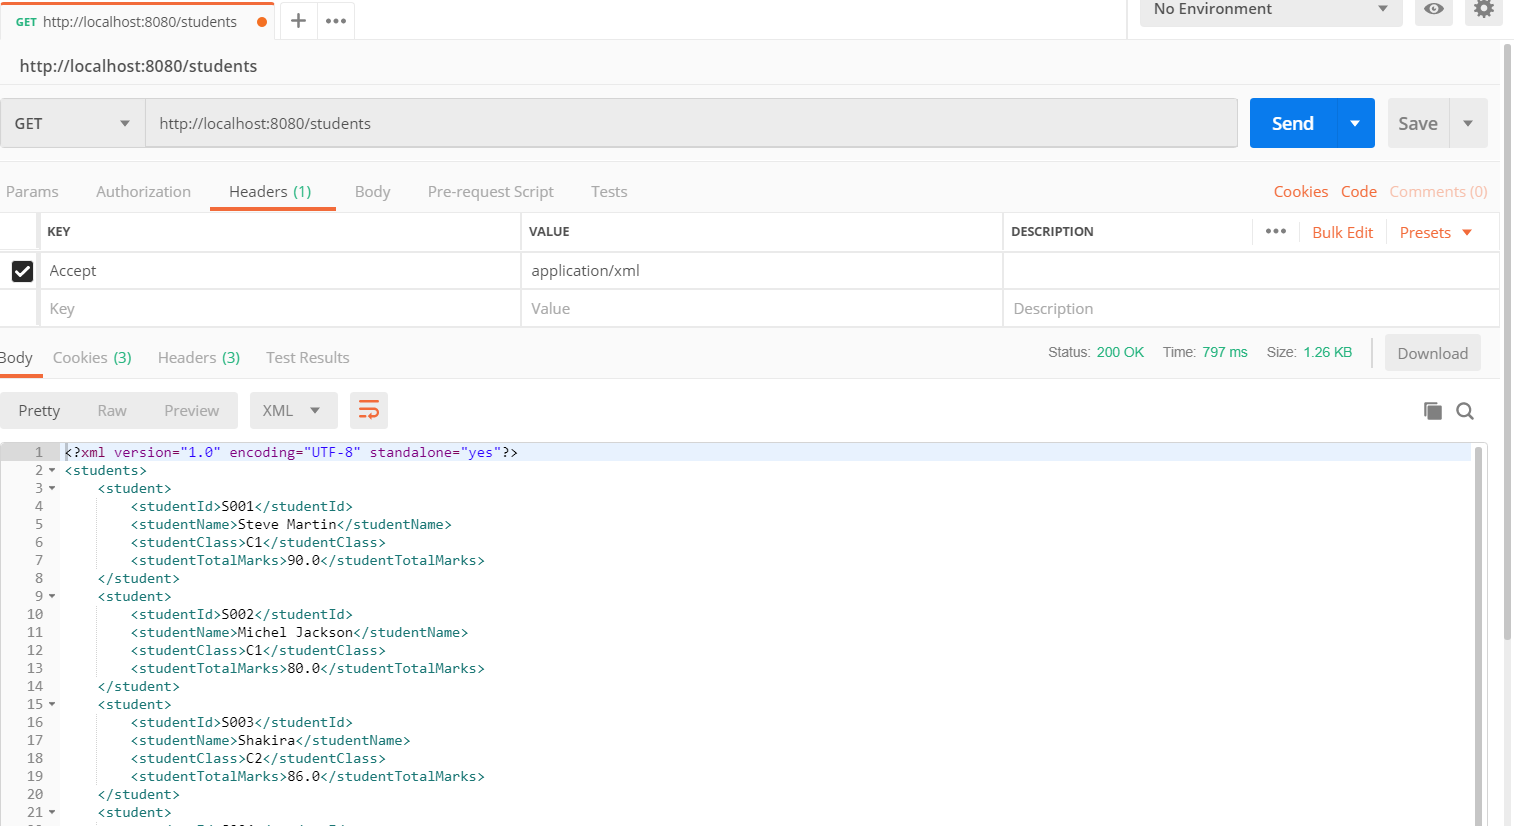 GET http://localhost:8080/students
No Environment
http://localhost:8080/students
GET http://localhost:8080/students Send Save
Params Authorization Headers (1) Body Pre-request Script Tests Cookies Code Comments (0)
KEY VALUE DESCRIPTION Bulk Edit Presets
Accept application/xml
Key Value Description
Body Cookies (3) Headers (3) Test Results Status: 200 OK Time: 797 ms Size: 1.26 KB Download
Pretty Raw Preview XML
1 <?xml version="1.0" encoding="UTF-8" standalone="yes"?>
2 <students>
3 <student>
4 <studentId>S001</studentId>
5 <studentName>Steve Martin</studentName>
6 <studentClass>C1</studentClass>
7 <studentTotalMarks>90.0</studentTotalMarks>
8 </student>
9 <student>
10 <studentId>S002</studentId>
11 <studentName>Michel Jackson</studentName>
12 <studentClass>C1</studentClass>
13 <studentTotalMarks>80.0</studentTotalMarks>
14 </student>
15 <student>
16 <studentId>S003</studentId>
17 <studentName>Shakira</studentName>
18 <studentClass>C2</studentClass>
19 <studentTotalMarks>86.0</studentTotalMarks>
20 </student>
21 <student>